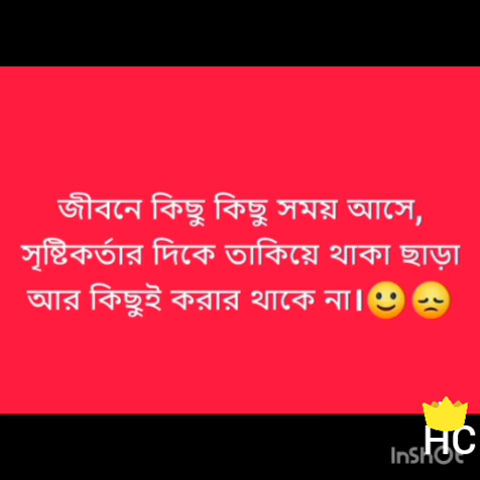 জীবনে কিছু কিছু সময় আসে,
সৃষ্টিকর্তার দিকে তাকিয়ে থাকা ছাড়া
আর কিছুই করার থাকে না।🙂😞
HC
InShOt